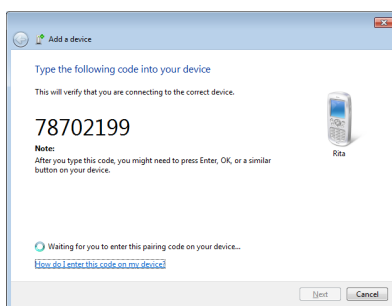 Add a device
Type the following code into your device
This will verify that you are connecting to the correct device.
78702199
Note:
After you type this code, you might need to press Enter, OK, or a similar
button on your device.
Rita
Waiting for you to enter this pairing code on your device...
How do I enter this code on my device?
Next Cancel